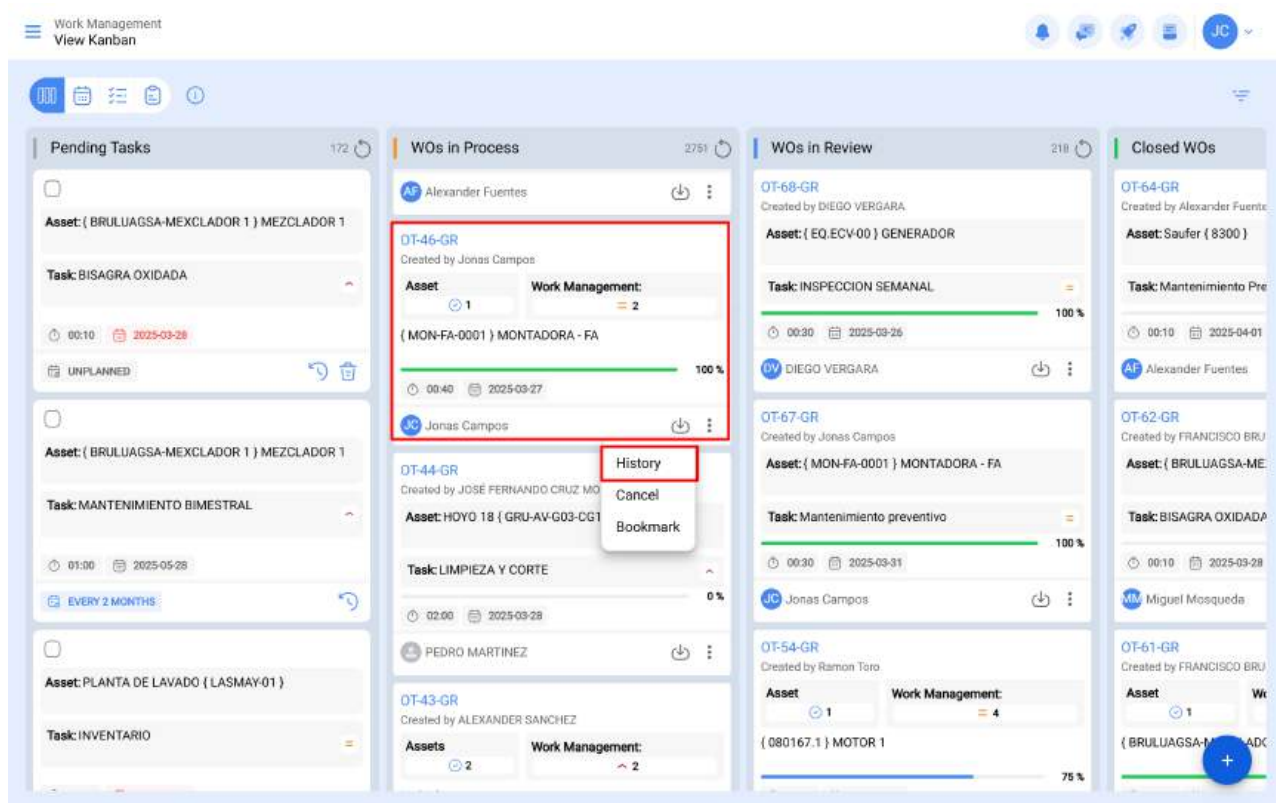 Work Management
View Kanban
JC
Pending Tasks 172
Asset: { BRULUAGSA-MEXCLADOR 1 } MEZCLADOR 1
Task: BISAGRA OXIDADA
00:10 2025-03-28
UNPLANNED
Asset: { BRULUAGSA-MEXCLADOR 1 } MEZCLADOR 1
Task: MANTENIMIENTO BIMESTRAL
01:00 2025-05-28
EVERY 2 MONTHS
Asset: PLANTA DE LAVADO { LASMAY-01 }
Task: INVENTARIO
WOs in Process 2751
AF Alexander Fuentes
OT-46-GR
Created by Jonas Campos
Asset Work Management:
1 2
{ MON-FA-0001 } MONTADORA - FA
100 %
00:40 2025-03-27
JC Jonas Campos
History
Cancel
Bookmark
OT-44-GR
Created by JOSÉ FERNANDO CRUZ MO
Asset: HOYO 18 { GRU-AV-G03-CG1
Task: LIMPIEZA Y CORTE
0 %
02:00 2025-03-28
PEDRO MARTINEZ
OT-43-GR
Created by ALEXANDER SANCHEZ
Assets Work Management:
2 2
WOs in Review 218
OT-68-GR
Created by DIEGO VERGARA
Asset: { EQ.ECV-00 } GENERADOR
Task: INSPECCION SEMANAL
100 %
00:30 2025-03-26
DV DIEGO VERGARA
OT-67-GR
Created by Jonas Campos
Asset: { MON-FA-0001 } MONTADORA - FA
Task: Mantenimiento preventivo
100 %
00:30 2025-03-31
JC Jonas Campos
OT-54-GR
Created by Ramon Toro
Asset Work Management:
1 4
{ 080167.1 } MOTOR 1
75 %
Closed WOs
OT-64-GR
Created by Alexander Fuente
Asset: Saufer { 8300 }
Task: Mantenimiento Pre
00:10 2025-04-01
AF Alexander Fuentes
OT-62-GR
Created by FRANCISCO BRU
Asset: { BRULUAGSA-ME
Task: BISAGRA OXIDADA
00:10 2025-03-28
MM Miguel Mosqueda
OT-61-GR
Created by FRANCISCO BRU
Asset Wo
1
{ BRULUAGSA-M